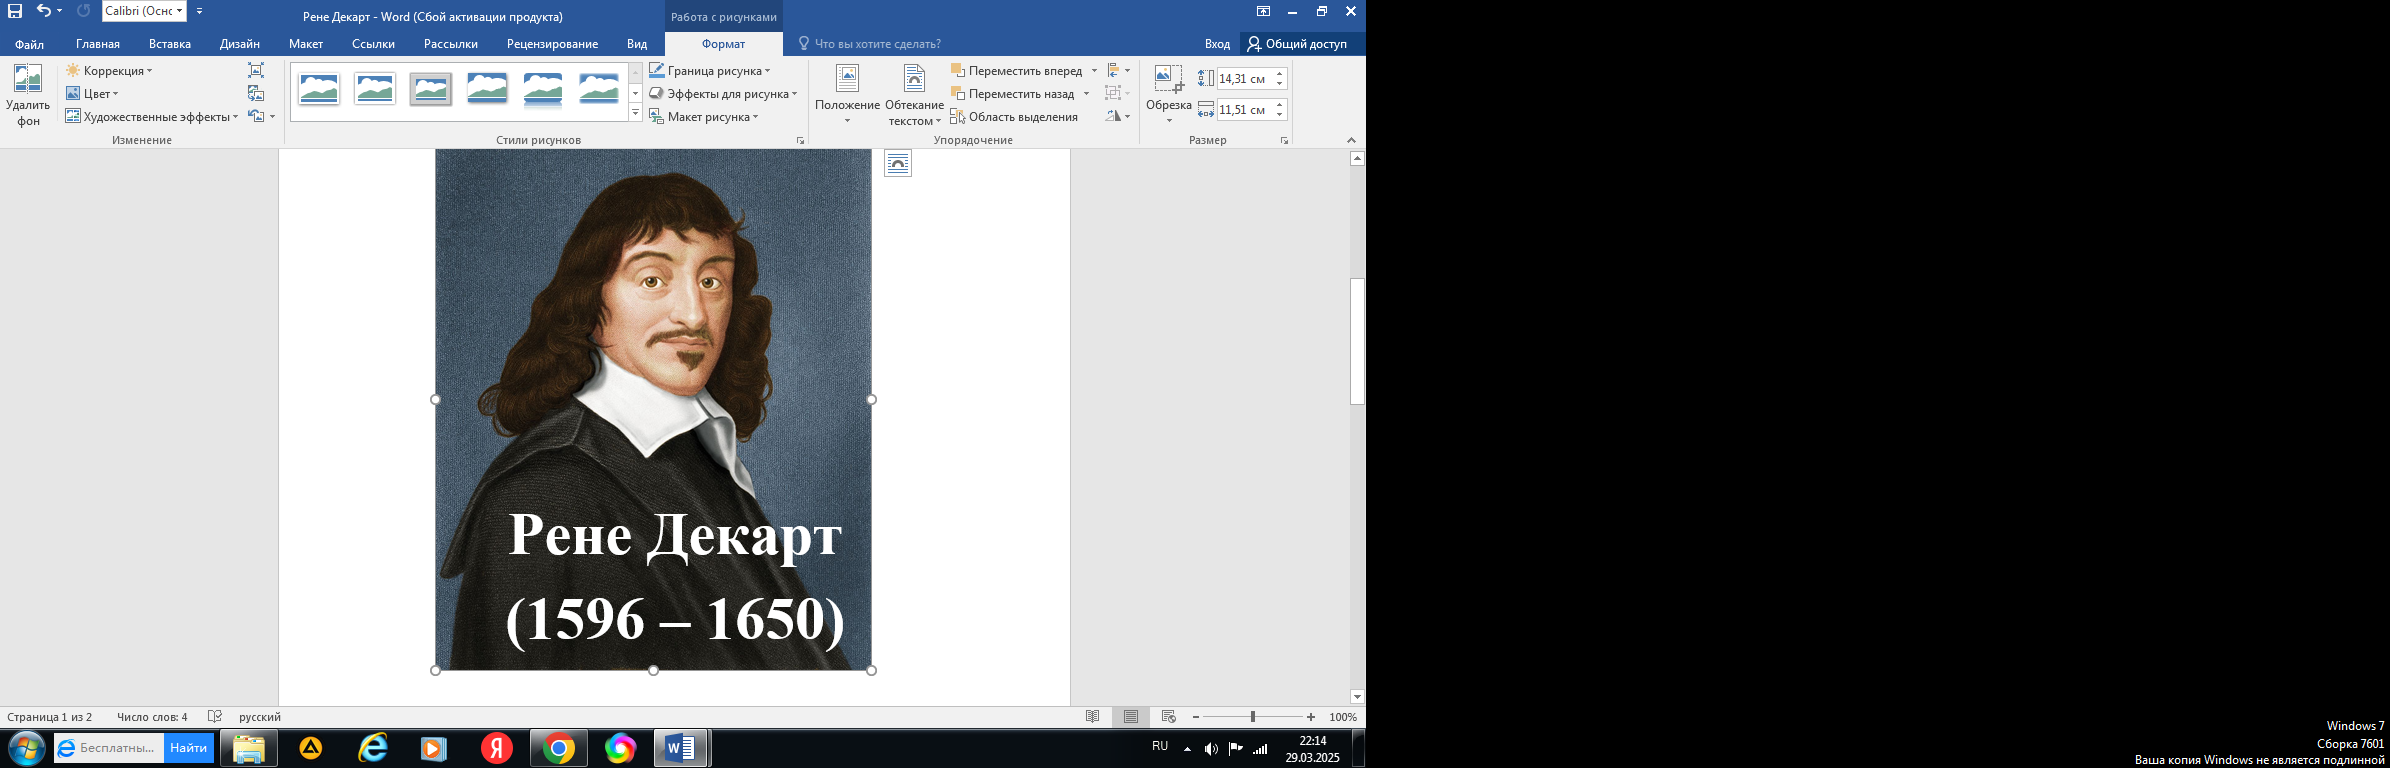 Calibri (Оснс
Рене Декарт - Word (Сбой активации продукта)
Работа с рисунками
Файл
Главная
Вставка
Дизайн
Макет
Ссылки
Рассылки
Рецензирование
Вид
Формат
Что вы хотите сделать?
Вход
Общий доступ
Удалить фон
Коррекция
Цвет
Художественные эффекты
Изменение
Стили рисунков
Граница рисунка
Эффекты для рисунка
Макет рисунка
Положение
Обтекание текстом
Переместить вперед
Переместить назад
Область выделения
Упорядочение
Обрезка
14,31 см
11,51 см
Размер
Рене Декарт
(1596 – 1650)
Страница 1 из 2
Число слов: 4
русский
100%
Бесплатны...
Найти
Я
W
RU
22:14
29.03.2025
Windows 7
Сборка 7601
Ваша копия Windows не является подлинной